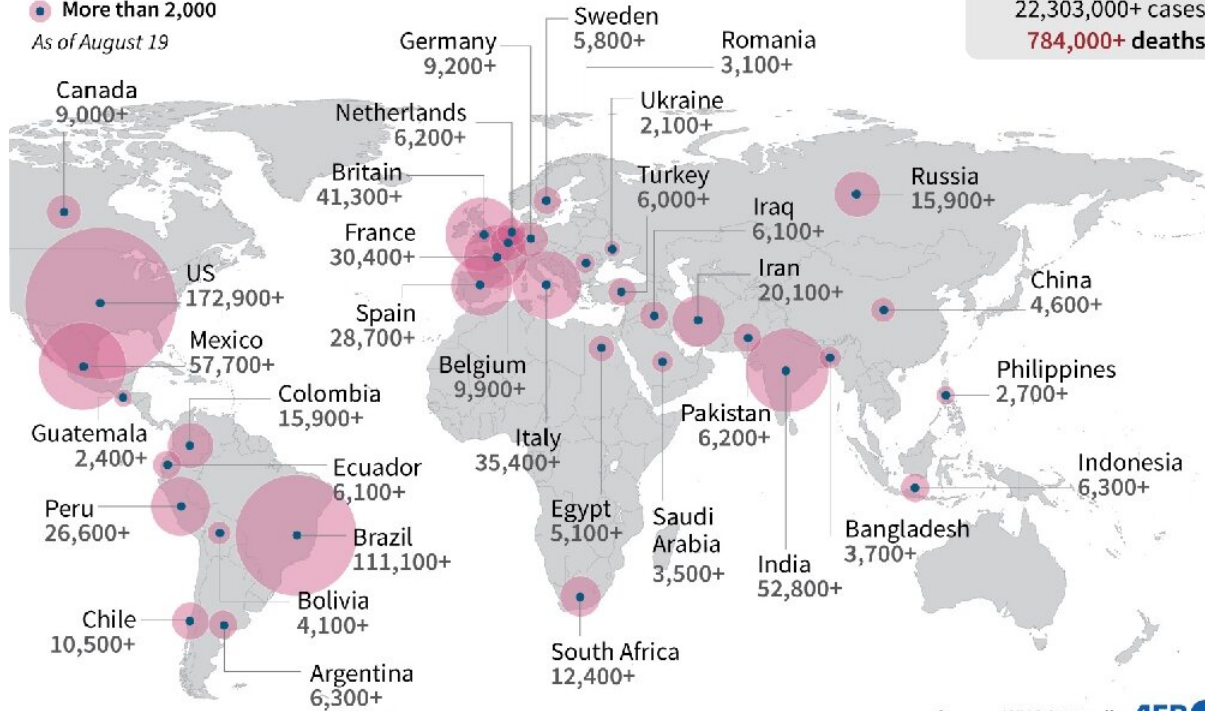 More than 2,000
As of August 19
22,303,000+ cases
784,000+ deaths
Sweden
5,800+
Germany
9,200+
Romania
3,100+
Canada
9,000+
Netherlands
6,200+
Ukraine
2,100+
Britain
41,300+
Turkey
6,000+
Russia
15,900+
Iraq
6,100+
France
30,400+
US
172,900+
Iran
20,100+
China
4,600+
Spain
28,700+
Mexico
57,700+
Belgium
9,900+
Philippines
2,700+
Colombia
15,900+
Pakistan
6,200+
Guatemala
2,400+
Italy
35,400+
Ecuador
6,100+
Indonesia
6,300+
Peru
26,600+
Egypt
5,100+
Saudi
Arabia
3,500+
Bangladesh
3,700+
Brazil
111,100+
India
52,800+
Bolivia
4,100+
Chile
10,500+
South Africa
12,400+
Argentina
6,300+